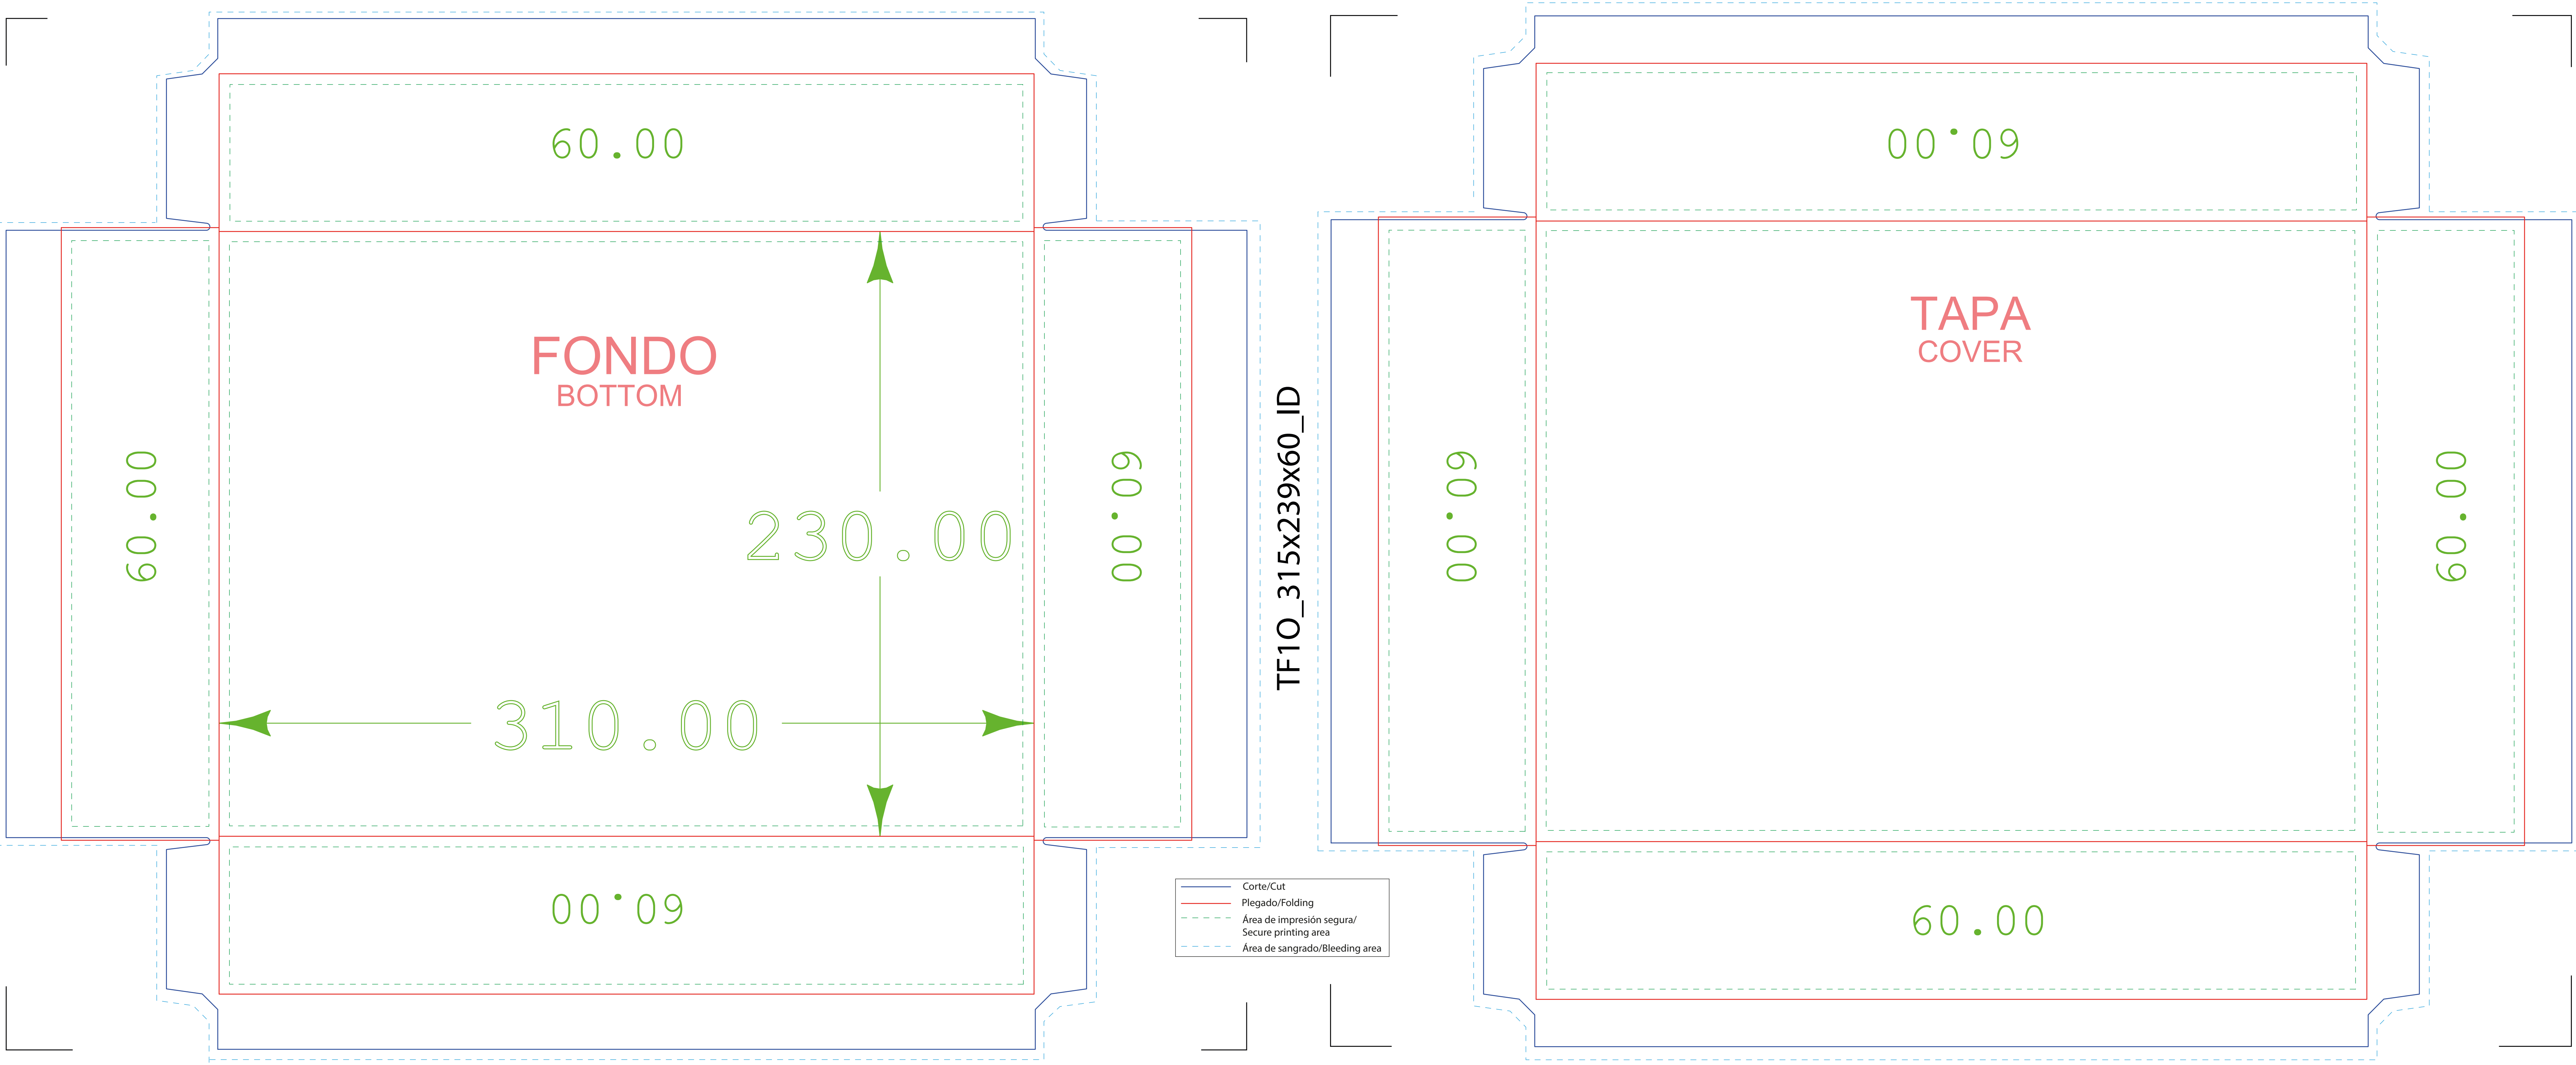 60.00
FONDO
BOTTOM
60.00
60.00
230.00
310.00
60.00
TF1O_315x239x60_ID
60.00
TAPA
COVER
60.00
60.00
60.00
Corte/Cut
Plegado/Folding
Área de impresión segura/
Secure printing area
Área de sangrado/Bleeding area